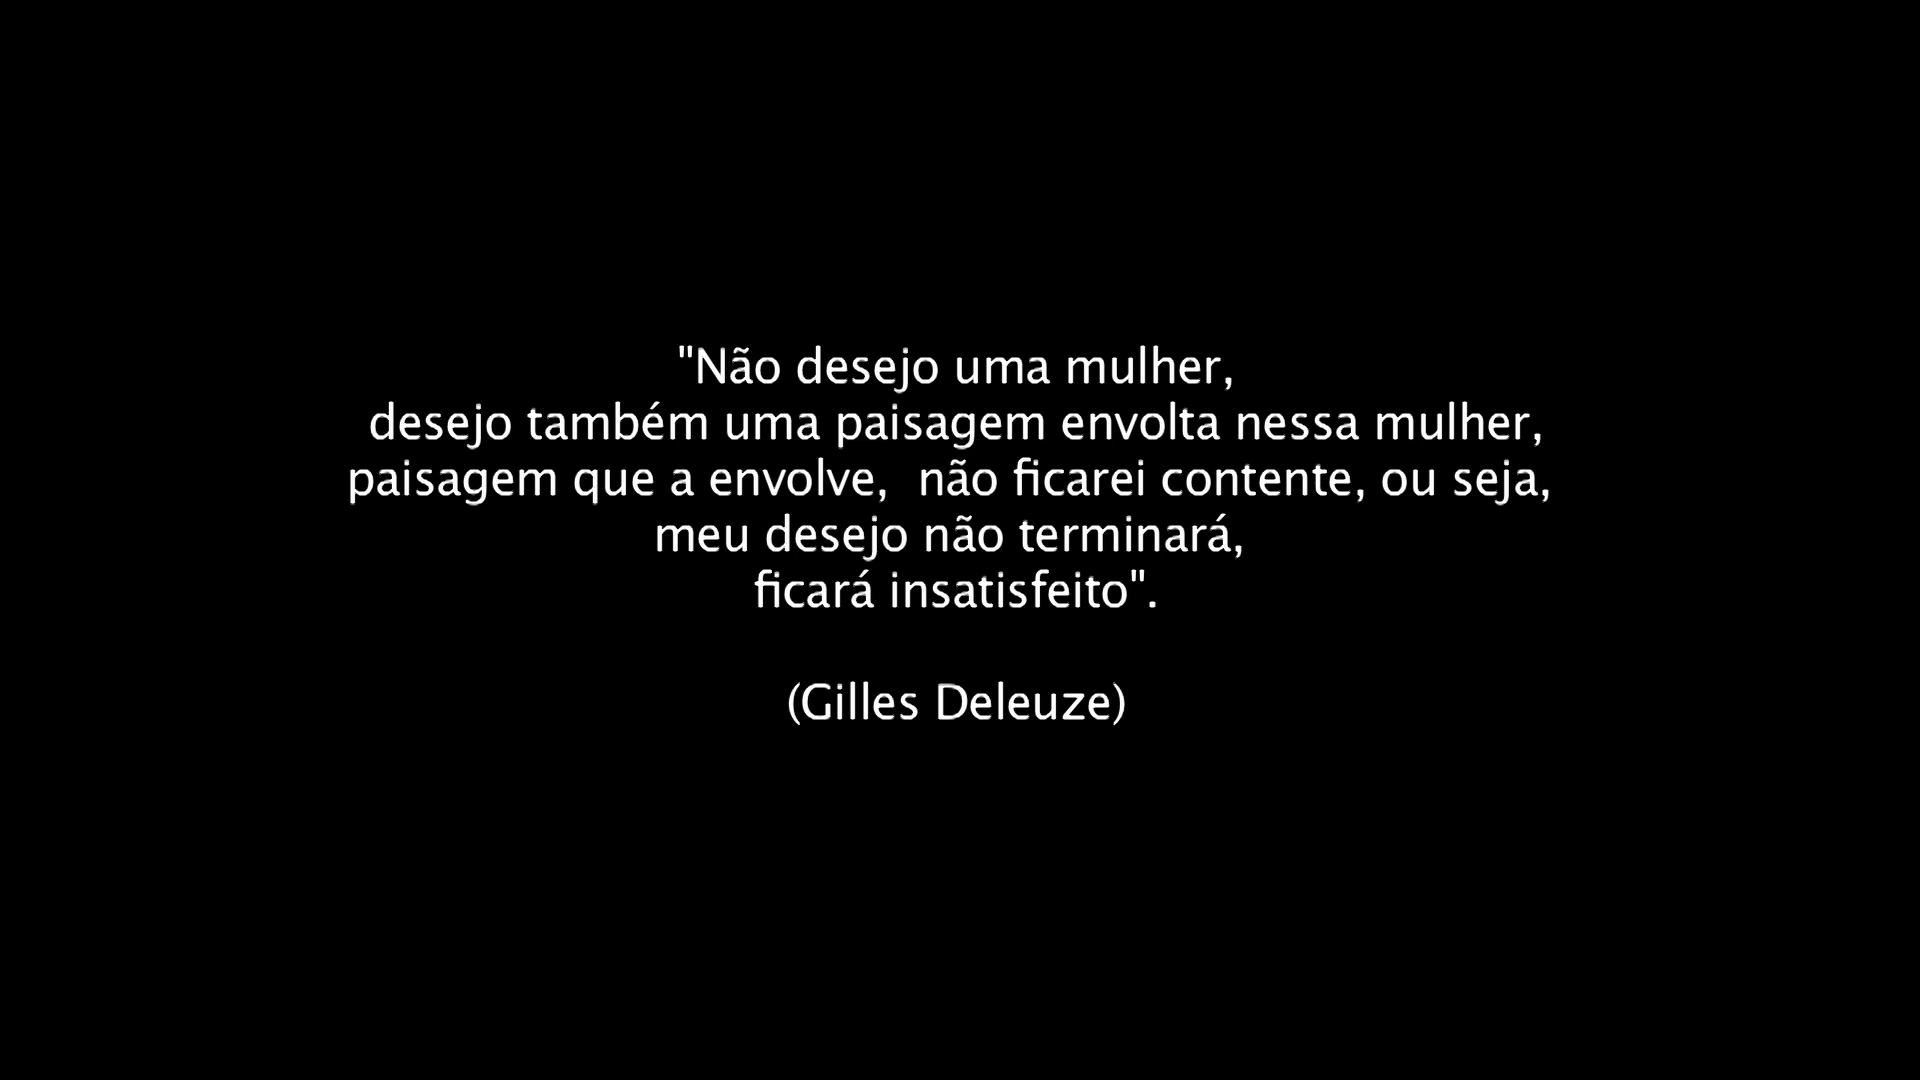 "Não desejo uma mulher,
desejo também uma paisagem envolta nessa mulher,
paisagem que a envolve,  não ficarei contente, ou seja,
meu desejo não terminará,
ficará insatisfeito".
(Gilles Deleuze)